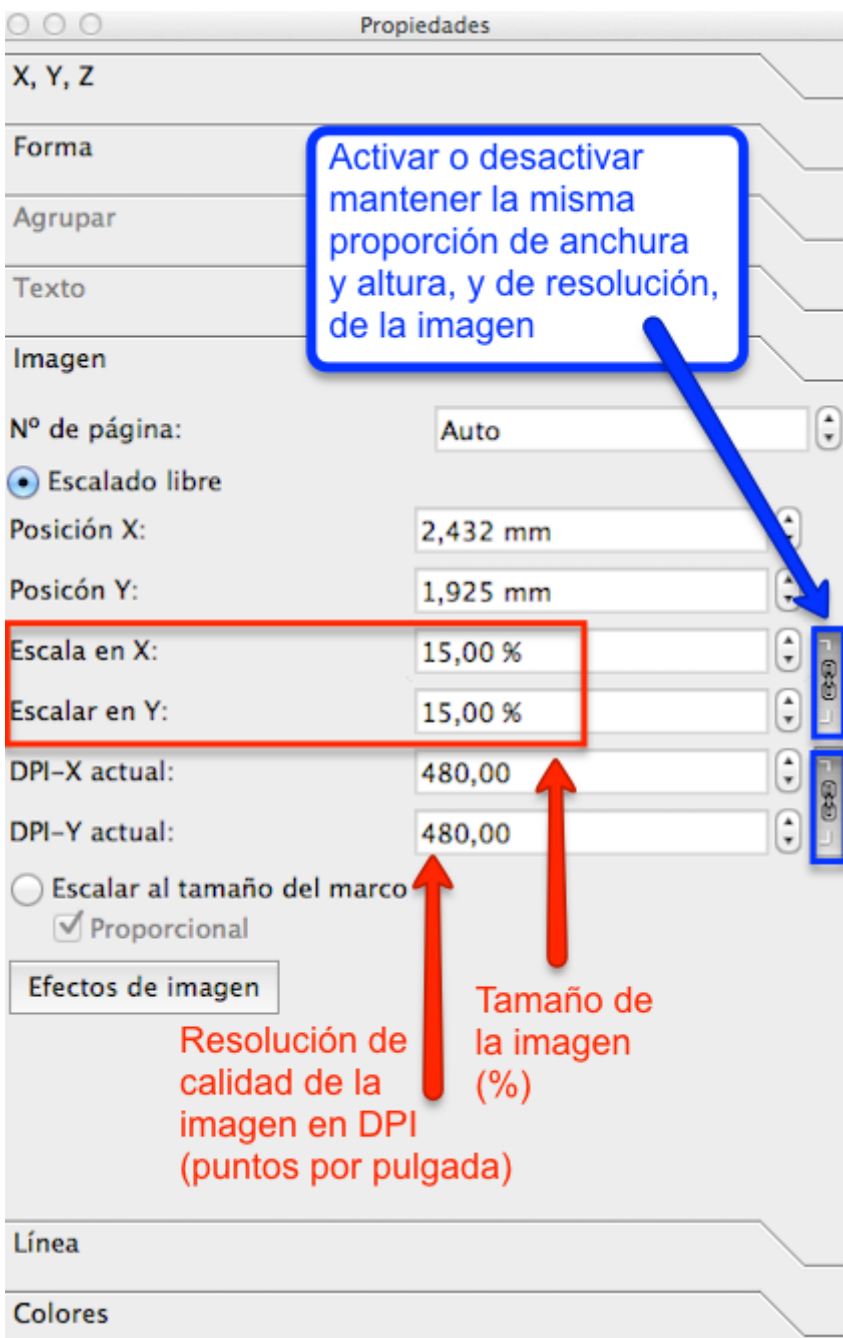 Propiedades
X, Y, Z
Forma
Activar o desactivar
mantener la misma
proporción de anchura
y altura, y de resolución,
de la imagen
Agrupar
Texto
Imagen
Nº de página: Auto
Escalado libre
Posición X: 2,432 mm
Posicón Y: 1,925 mm
Escala en X: 15,00 %
Escalar en Y: 15,00 %
DPI-X actual: 480,00
DPI-Y actual: 480,00
Escalar al tamaño del marco
Proporcional
Efectos de imagen
Tamaño de
la imagen
(%)
Resolución de
calidad de la
imagen en DPI
(puntos por pulgada)
Línea
Colores